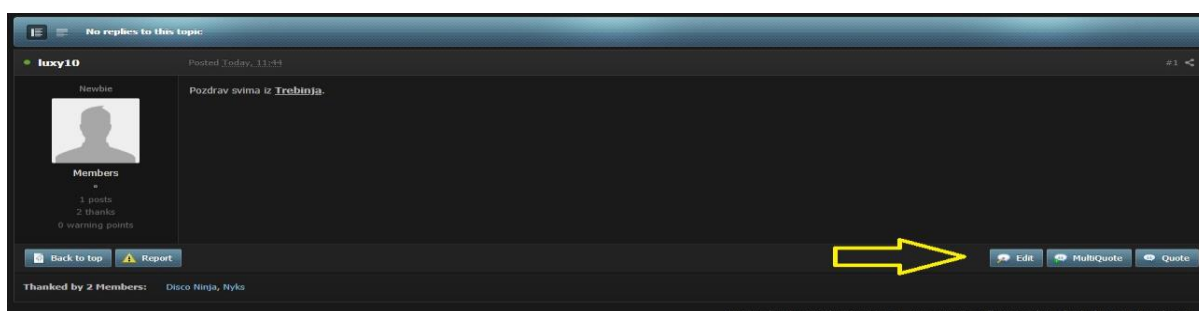 No replies to this topic
luxy10
Posted Today, 11:44
#1
Newbie
Pozdrav svima iz Trebinja.
Members
1 posts
2 thanks
0 warning points
Back to top
Report
Edit
MultiQuote
Quote
Thanked by 2 Members: Disco Ninja, Nyks